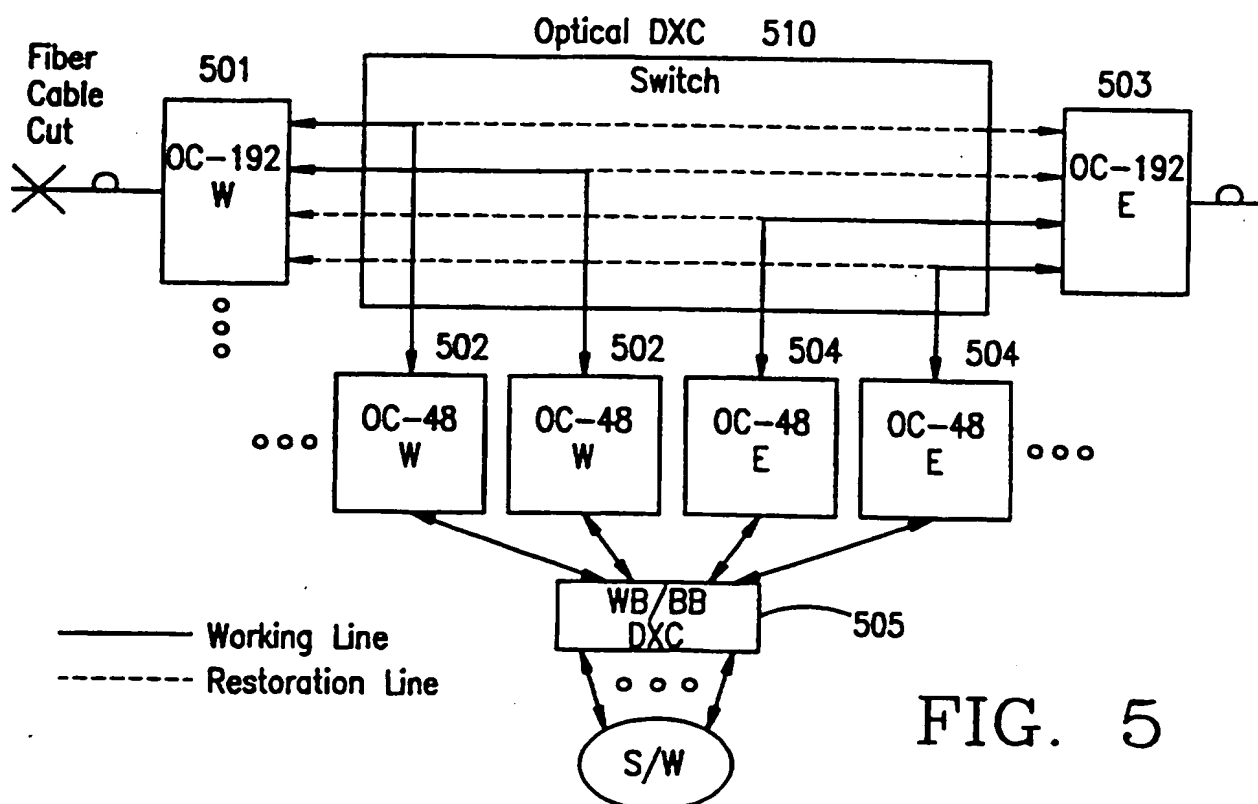 Optical DXC 510
Switch
Fiber
Cable
Cut
501
OC-192
W
503
OC-192
E
502
OC-48
W
502
OC-48
W
504
OC-48
E
504
OC-48
E
WB/BB
DXC
505
S/W
Working Line
Restoration Line
FIG. 5